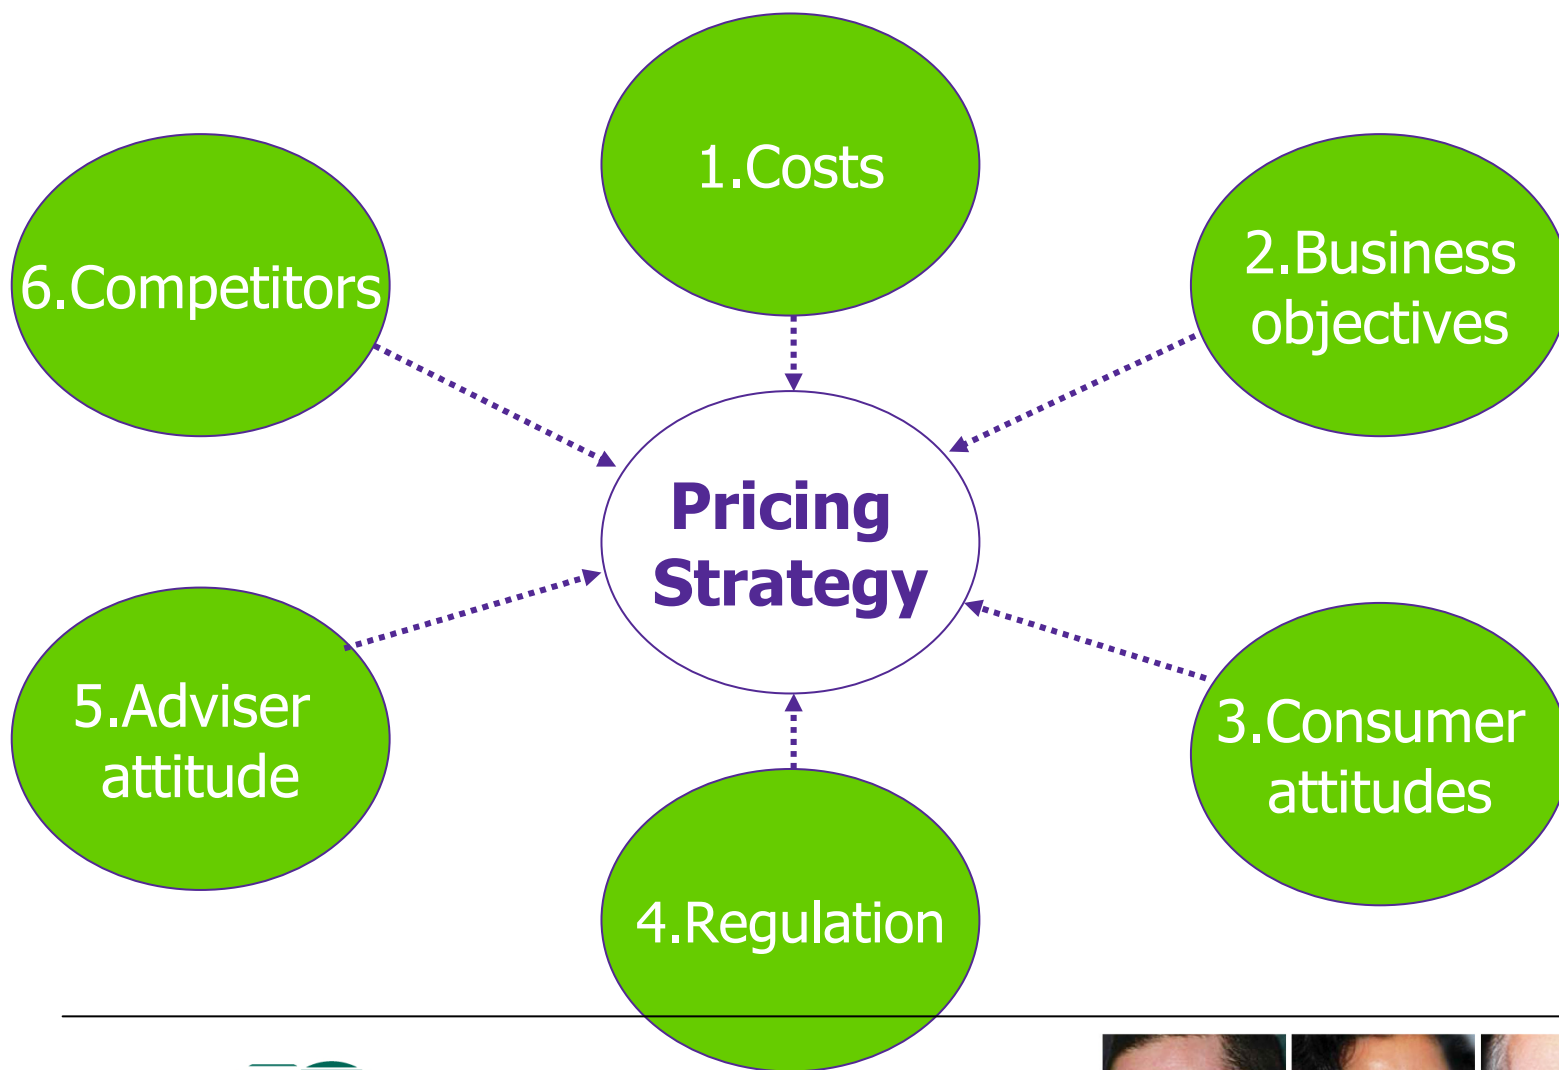 1.Costs
2.Business
objectives
3.Consumer
attitudes
4.Regulation
5.Adviser
attitude
6.Competitors
Pricing
Strategy